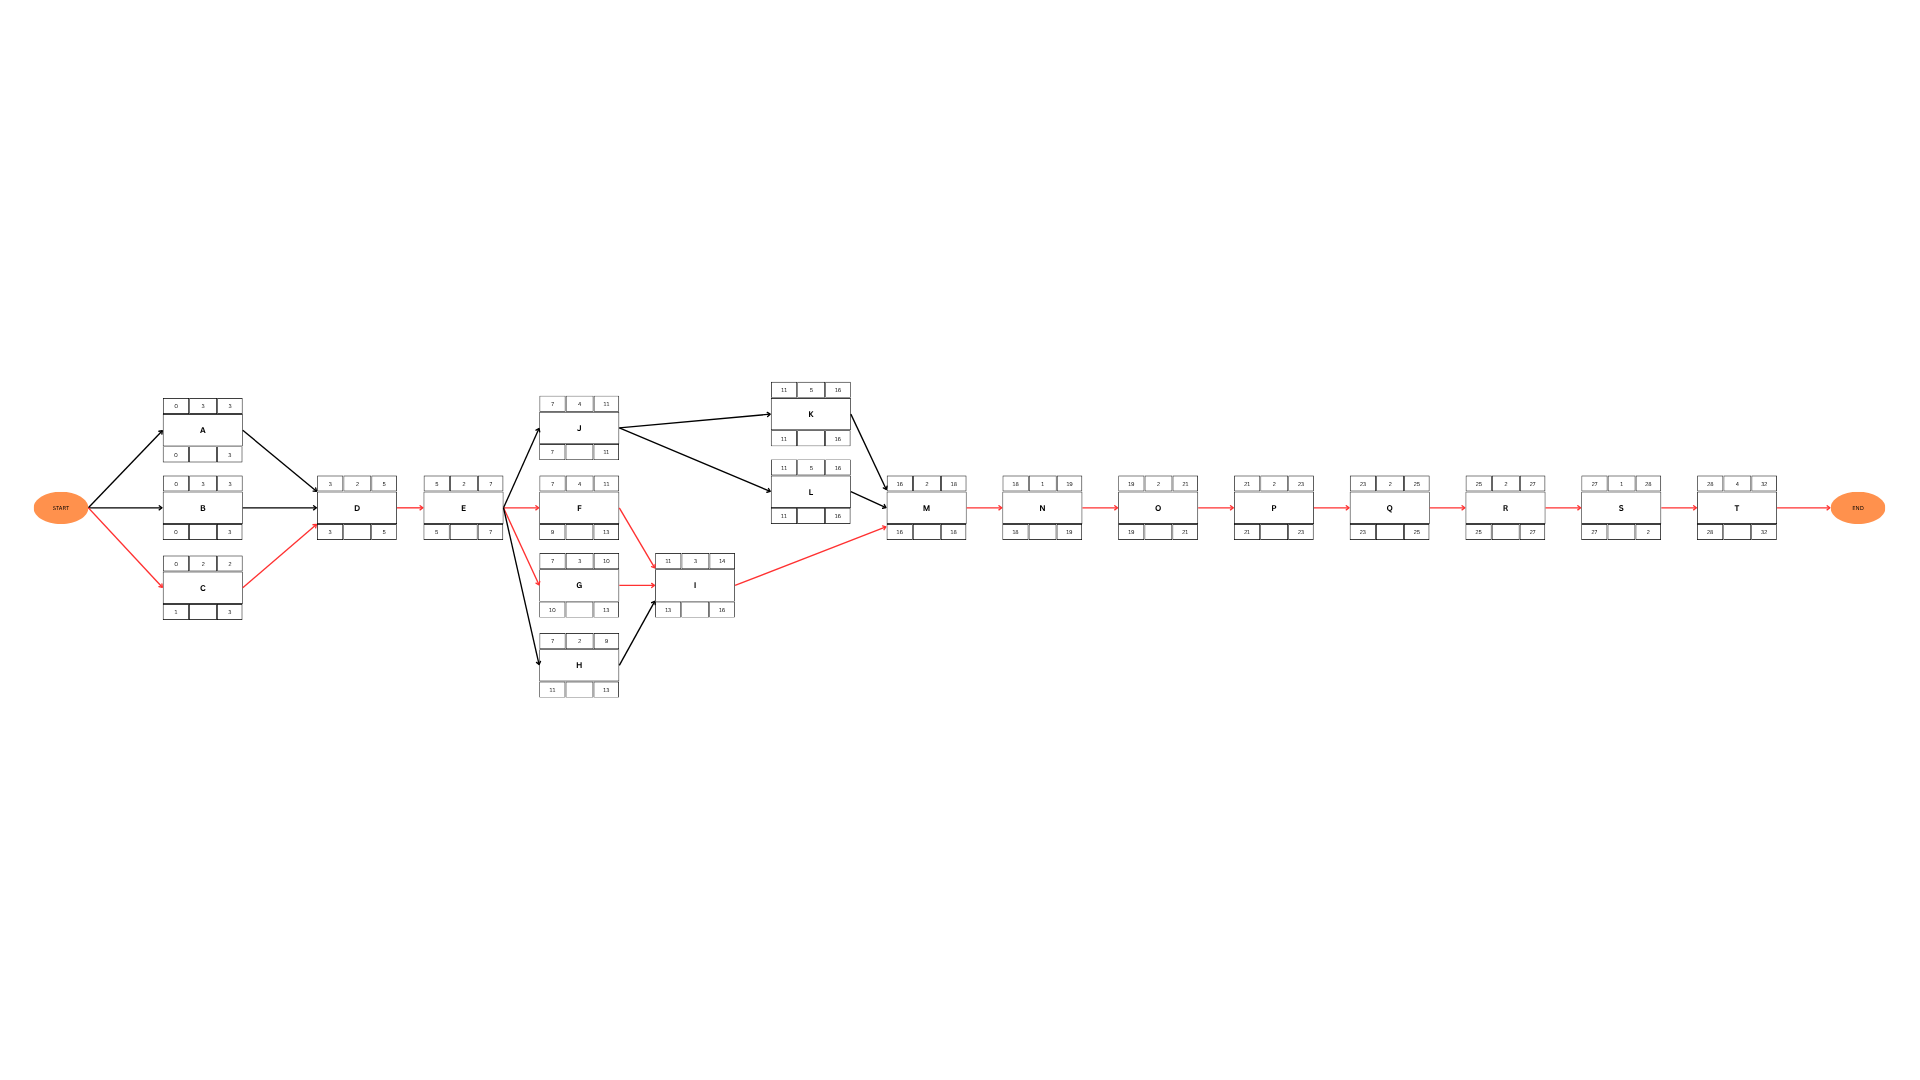 START
0 3 3
A
0 3
0 3 3
B
0 3
0 2 2
C
1 3
3 2 5
D
3 5
5 2 7
E
5 7
7 4 11
J
7 11
7 4 11
F
9 13
7 3 10
G
10 13
7 2 9
H
11 13
11 3 14
I
13 16
11 5 16
K
11 16
11 5 16
L
11 16
16 2 18
M
16 18
18 1 19
N
18 19
19 2 21
O
19 21
21 2 23
P
21 23
23 2 25
Q
23 25
25 2 27
R
25 27
27 1 28
S
27 2
28 4 32
T
28 32
END